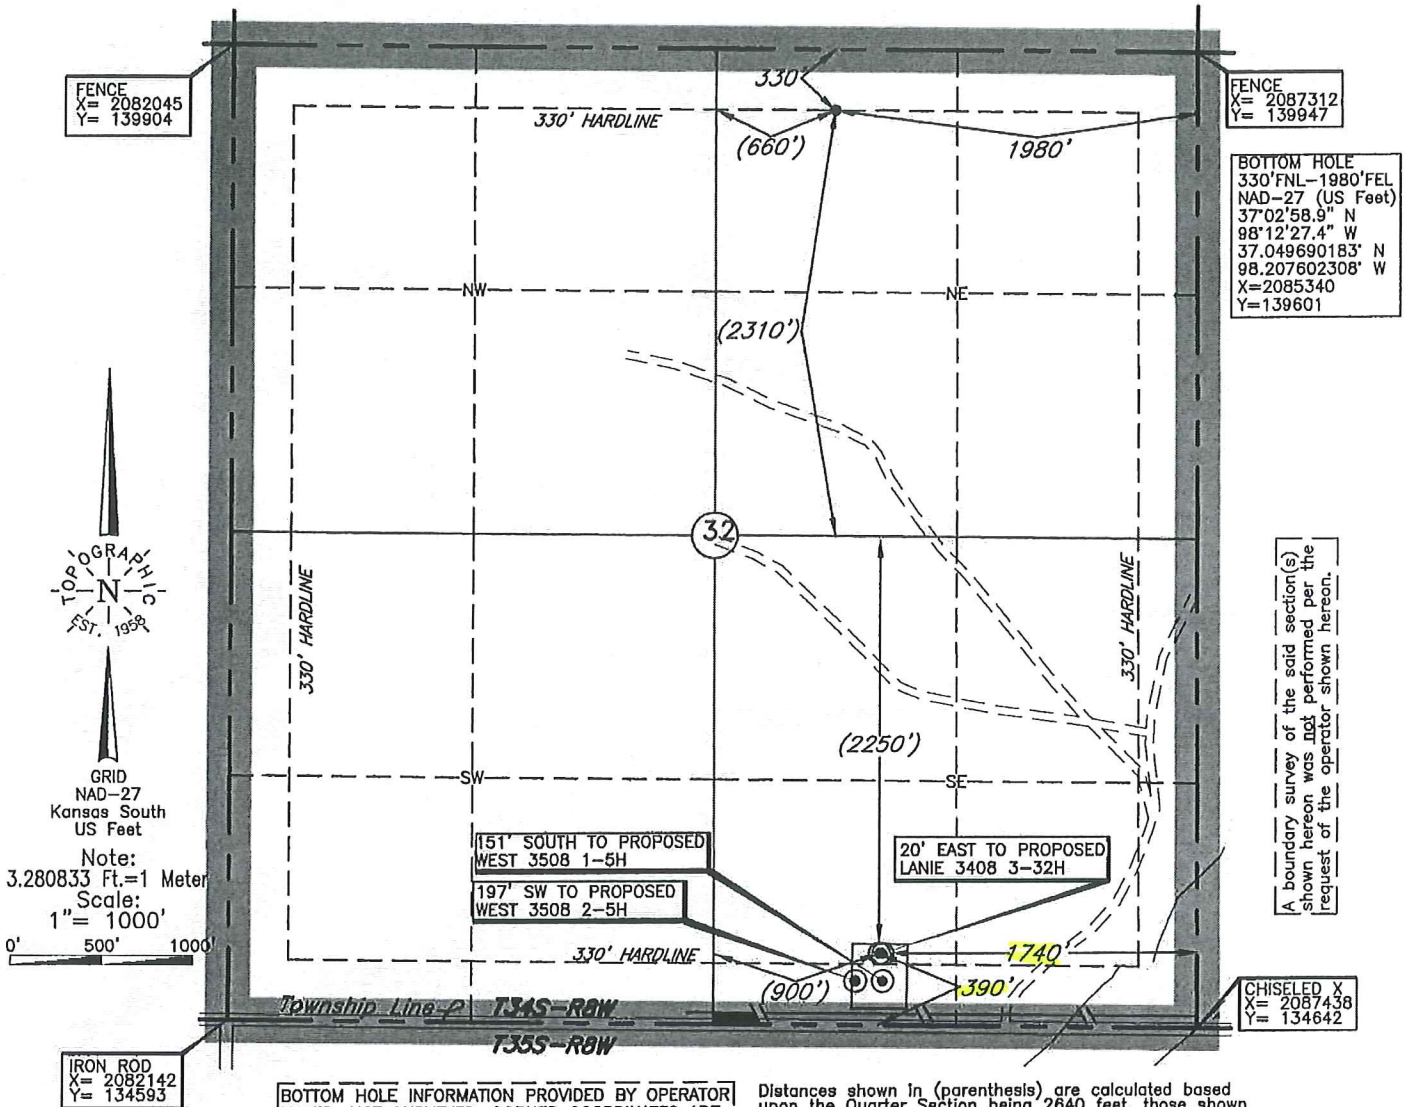 FENCE
X= 2082045
Y= 139904
330'
330' HARDLINE
(660')
1980'
FENCE
X= 2087312
Y= 139947
BOTTOM HOLE
330'FNL-1980'FEL
NAD-27 (US Feet)
37°02'58.9" N
98°12'27.4" W
37.049690183° N
98.207602308° W
X=2085340
Y=139601
NW
NE
(2310')
32
TOPOGRAPHIC
N
EST. 1958
GRID
NAD-27
Kansas South
US Feet
Note:
3.280833 Ft.=1 Meter
Scale:
1"= 1000'
0' 500' 1000'
330' HARDLINE
330' HARDLINE
A boundary survey of the said section(s)
shown hereon was not performed per the
request of the operator shown hereon.
(2250')
SW
SE
151' SOUTH TO PROPOSED
WEST 3508 1-5H
197' SW TO PROPOSED
WEST 3508 2-5H
20' EAST TO PROPOSED
LANIE 3408 3-32H
330' HARDLINE
1740'
(900')
390'
Township Line
T34S-R8W
T35S-R8W
CHISELED X
X= 2087438
Y= 134642
IRON ROD
X= 2082142
Y= 134593
BOTTOM HOLE INFORMATION PROVIDED BY OPERATOR
Distances shown in (parenthesis) are calculated based
upon the Quarter Section being 2640 feet, those shown